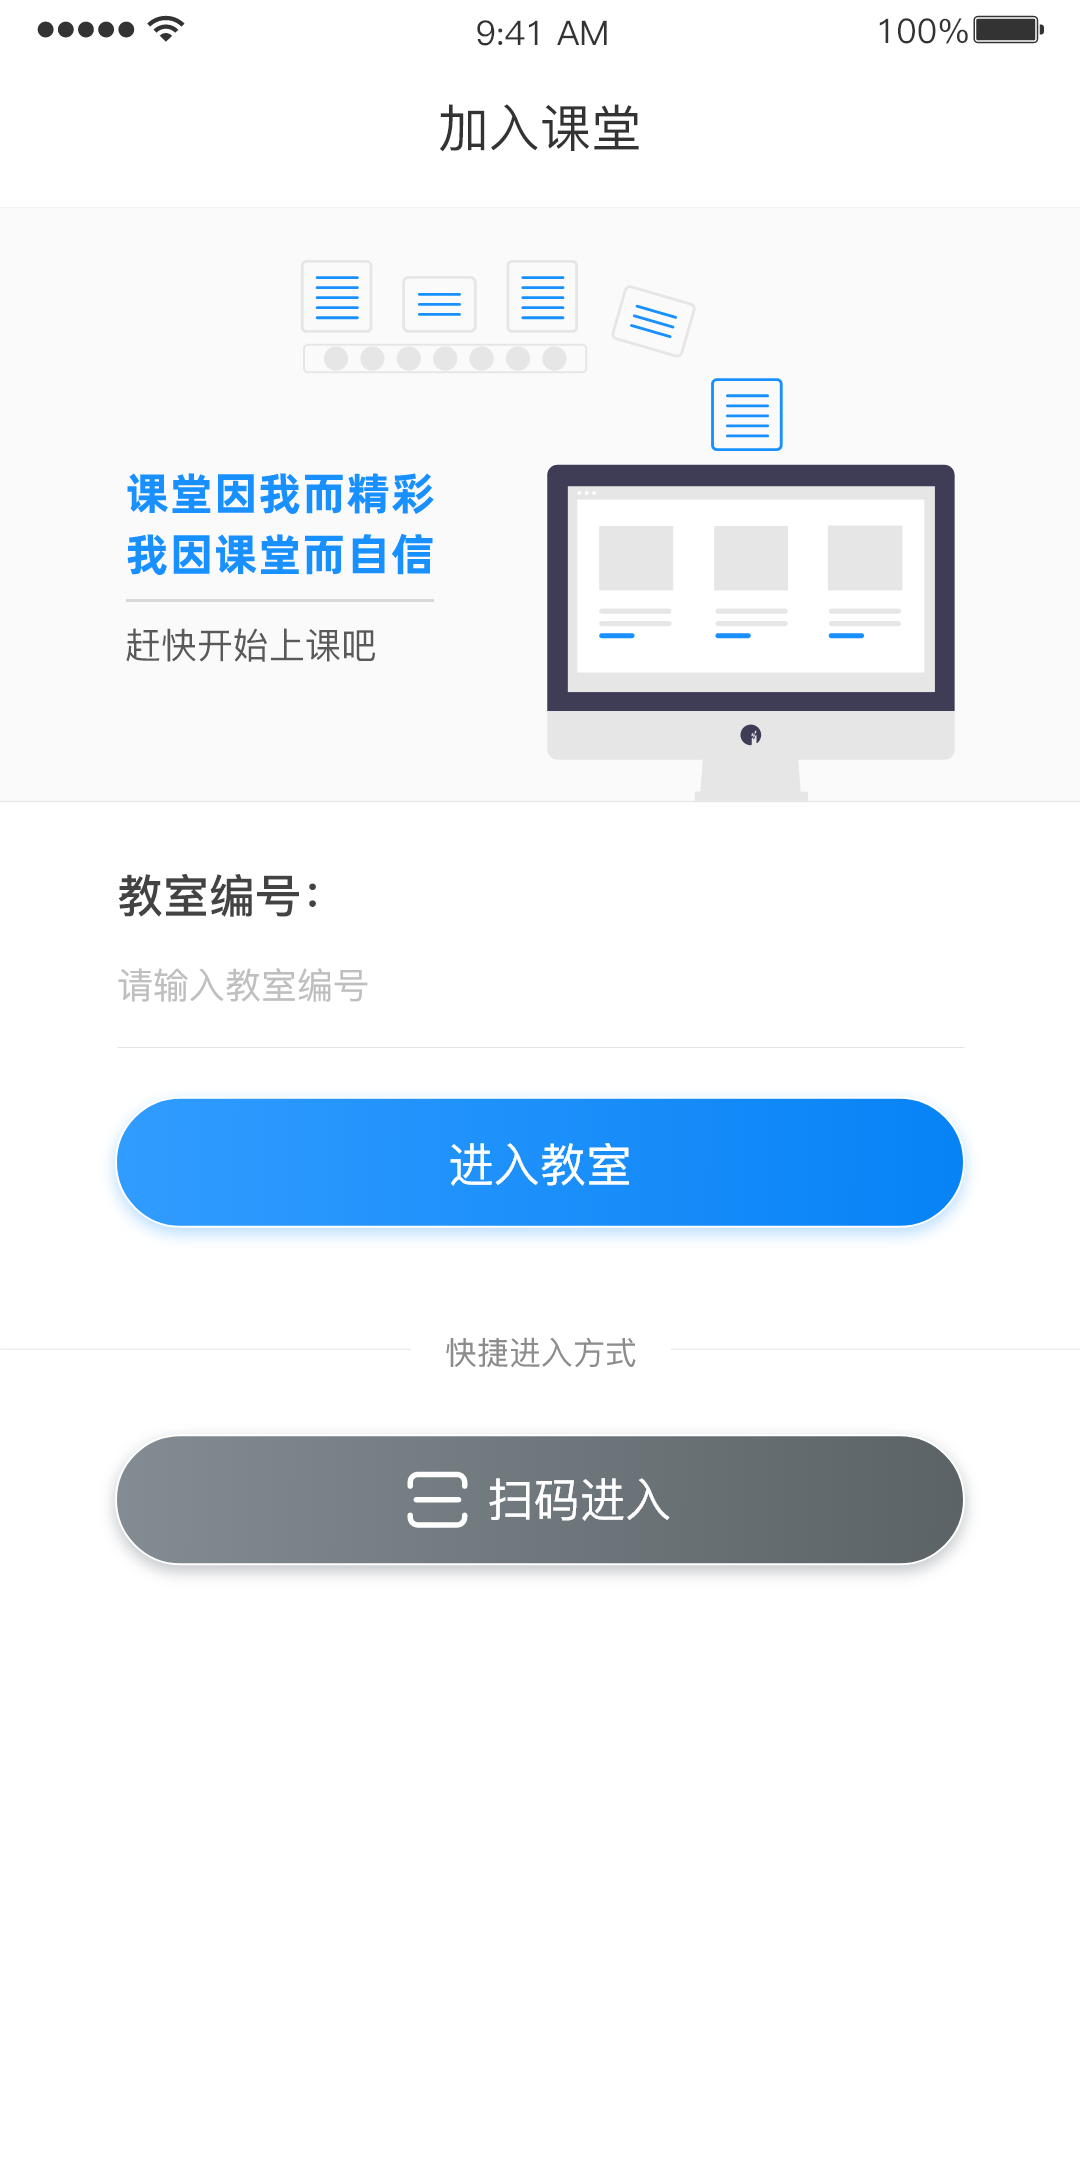 9:41 AM
100%
加入课堂
课堂因我而精彩
我因课堂而自信
赶快开始上课吧
教室编号：
请输入教室编号
进入教室
快捷进入方式
扫码进入